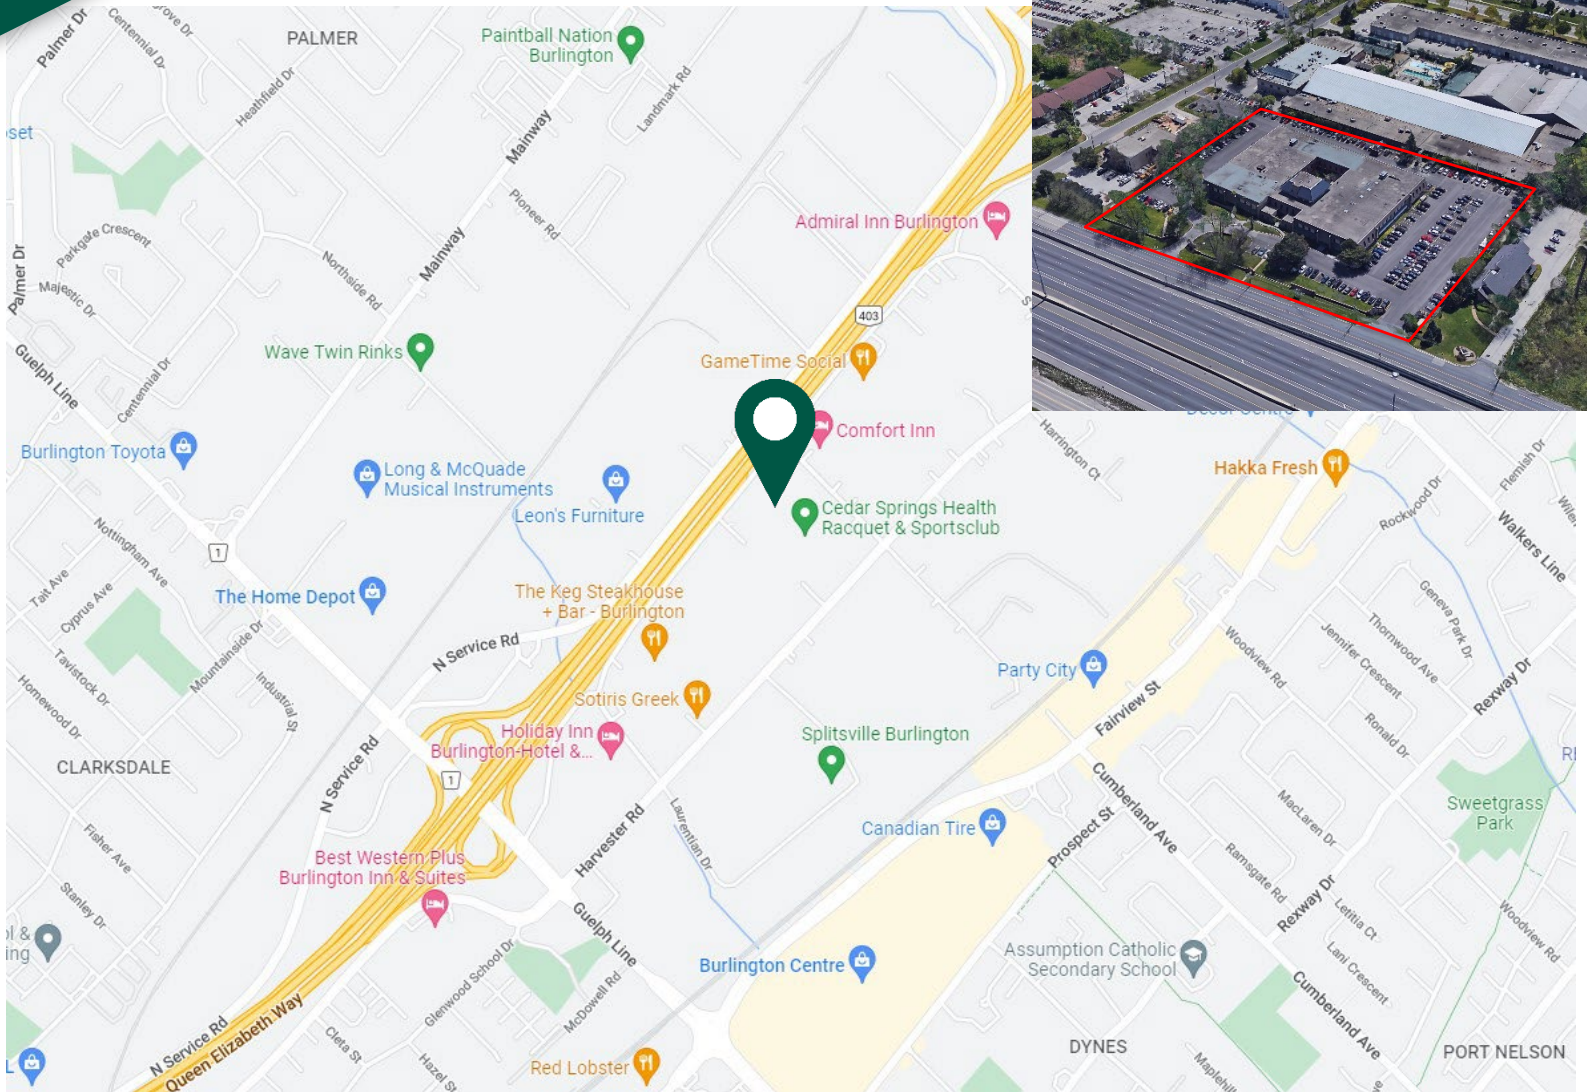 Palmer Dr
Centennial Dr
Grove Dr
PALMER
Heathfield Dr
Paintball Nation
Burlington
Landmark Rd
Mainway
Pioneer Rd
Parkgate Crescent
Majestic Dr
Palmer Dr
Northside Rd
Mainway
Admiral Inn Burlington
403
Guelph Line
Centennial Dr
Wave Twin Rinks
GameTime Social
Comfort Inn
Burlington Toyota
Long & McQuade
Musical Instruments
Leon's Furniture
Cedar Springs Health
Racquet & Sportsclub
Harrington Ct
Hakka Fresh
Flemish Dr
Rockwood Dr
Walkers Line
Nottingham Ave
1
Tait Ave
Cyprus Ave
The Home Depot
The Keg Steakhouse
+ Bar - Burlington
N Service Rd
Mountainside Dr
Tavistock Dr
Homewood Dr
Industrial St
Geneva Park Dr
Thornwood Ave
Jennifer Crescent
Woodview Rd
Rexway Dr
Ronald Dr
Party City
Fairview St
Sotiris Greek
Holiday Inn
Burlington-Hotel &...
Splitsville Burlington
CLARKSDALE
N Service Rd
1
Cumberland Ave
MacLaren Dr
Sweetgrass
Park
Laurentian Dr
Harvester Rd
Canadian Tire
Prospect St
Ramsgate Rd
Fisher Ave
Best Western Plus
Burlington Inn & Suites
Stanley Dr
Guelph Line
Rexway Dr
Letitia Ct
Lani Crescent
Woodview Rd
Glenwood School Dr
McDowell Rd
Burlington Centre
Assumption Catholic
Secondary School
Cumberland Ave
N Service Rd
Queen Elizabeth Way
Cleta St
Hazel St
Red Lobster
DYNES
PORT NELSON